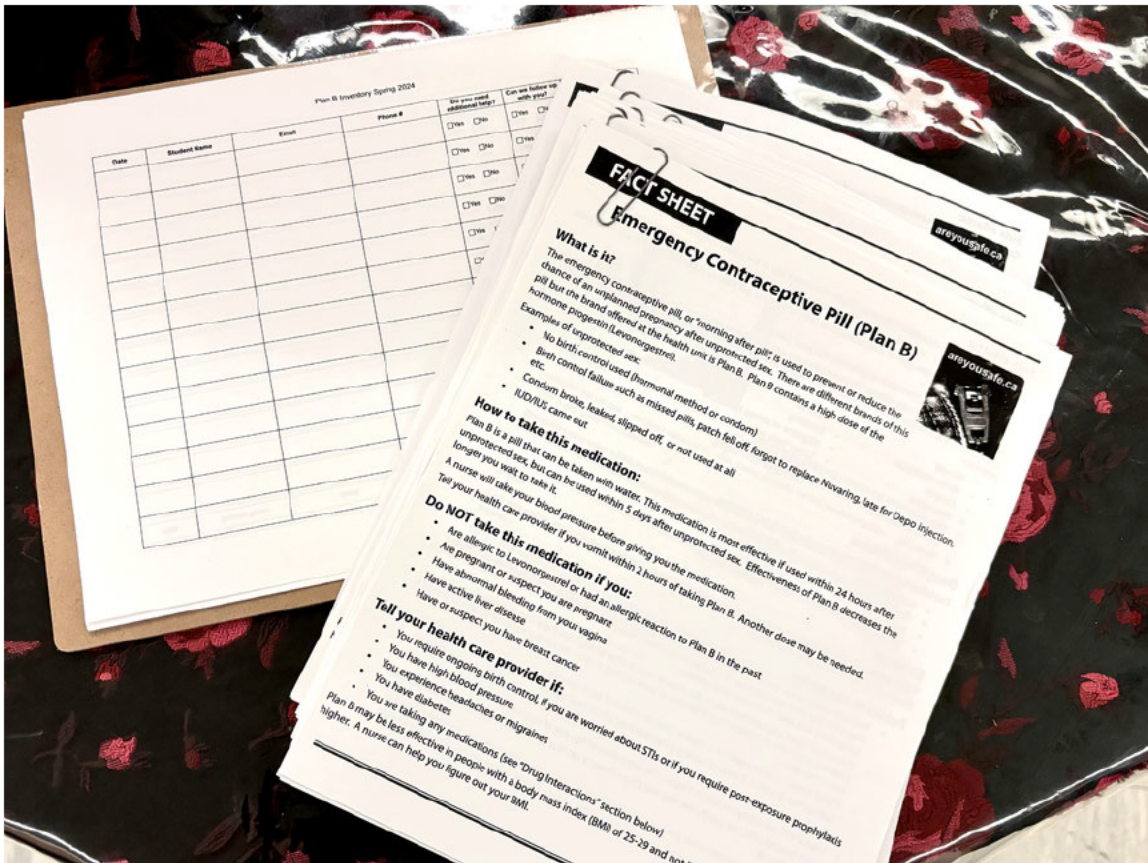 Plan B Inventory Spring 2024
Date
Student Name
Email
Phone #
Do you need
additional help?
Can we follow up
with you?
☐Yes ☐No
☐Yes
☐Yes ☐No
☐Yes
☐Yes ☐No
☐Yes ☐No
☐Yes
areyousafe.ca
FACT SHEET
Emergency Contraceptive Pill (Plan B)
areyousafe.ca
What is it?
The emergency contraceptive pill, or "morning after pill" is used to prevent or reduce the
chance of an unplanned pregnancy after unprotected sex. There are different brands of this
pill but the brand offered at the health unit is Plan B. Plan B contains a high dose of the
hormone progestin (Levonorgestrel).
Examples of unprotected sex:
• No birth control used (hormonal method or condom)
• Birth control failure such as missed pills, patch fell off, forgot to replace Nuvaring, late for Depo injection,
etc.
• Condom broke, leaked, slipped off, or not used at all
• IUD/IUS came out
How to take this medication:
Plan B is a pill that can be taken with water. This medication is most effective if used within 24 hours after
unprotected sex, but can be used within 5 days after unprotected sex. Effectiveness of Plan B decreases the
longer you wait to take it.
A nurse will take your blood pressure before giving you the medication.
Tell your health care provider if you vomit within 2 hours of taking Plan B. Another dose may be needed.
Do NOT take this medication if you:
• Are allergic to Levonorgestrel or had an allergic reaction to Plan B in the past
• Are pregnant or suspect you are pregnant
• Have abnormal bleeding from your vagina
• Have active liver disease
• Have or suspect you have breast cancer
Tell your health care provider if:
• You require ongoing birth control, if you are worried about STIs or if you require post-exposure prophylaxis
• You have high blood pressure
• You experience headaches or migraines
• You have diabetes
• You are taking any medications (see "Drug Interactions" section below)
Plan B may be less effective in people with a body mass index (BMI) of 25-29 and not
higher. A nurse can help you figure out your BMI.